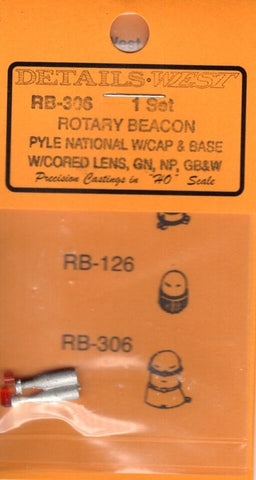 West
DETAILS WEST
RB-306 1 Set
ROTARY BEACON
PYLE NATIONAL W/CAP & BASE
W/CORED LENS, GN, NP, GB&W
Precision Castings in "HO" Scale
RB-126
RB-306